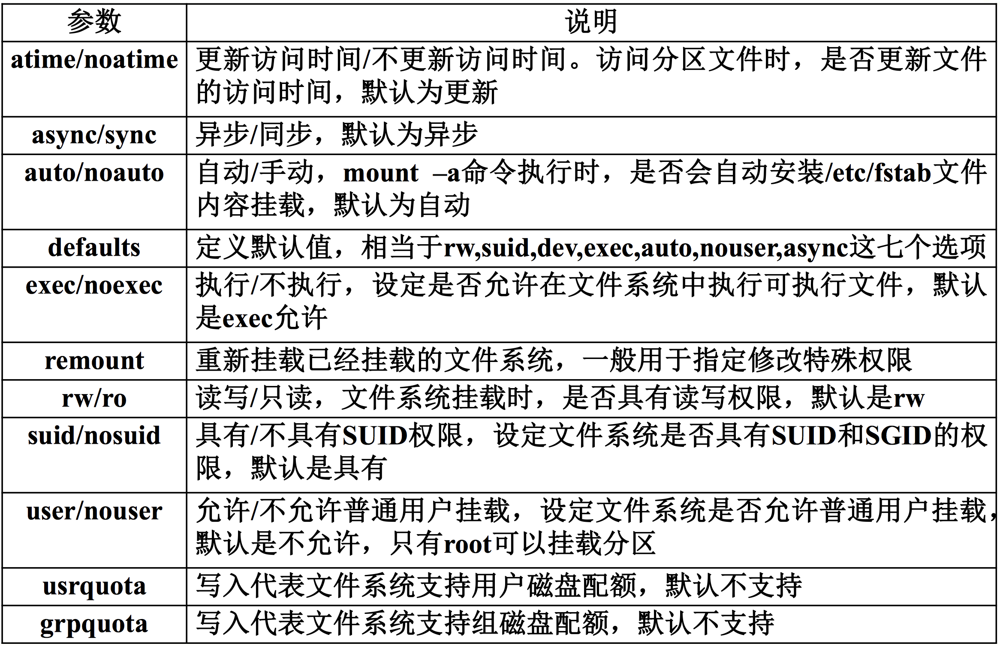 参数
说明
atime/noatime
更新访问时间/不更新访问时间。访问分区文件时，是否更新文件
的访问时间，默认为更新
async/sync
异步/同步，默认为异步
auto/noauto
自动/手动，mount –a命令执行时，是否会自动安装/etc/fstab文件
内容挂载，默认为自动
defaults
定义默认值，相当于rw,suid,dev,exec,auto,nouser,async这七个选项
exec/noexec
执行/不执行，设定是否允许在文件系统中执行可执行文件，默认
是exec允许
remount
重新挂载已经挂载的文件系统，一般用于指定修改特殊权限
rw/ro
读写/只读，文件系统挂载时，是否具有读写权限，默认是rw
suid/nosuid
具有/不具有SUID权限，设定文件系统是否具有SUID和SGID的权
限，默认是具有
user/nouser
允许/不允许普通用户挂载，设定文件系统是否允许普通用户挂载，
默认是不允许，只有root可以挂载分区
usrquota
写入代表文件系统支持用户磁盘配额，默认不支持
grpquota
写入代表文件系统支持组磁盘配额，默认不支持